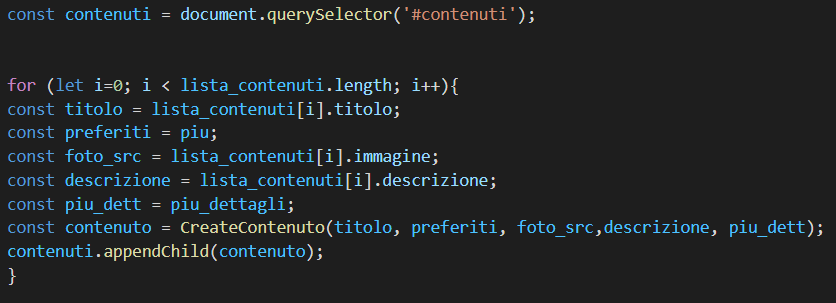 const contenuti = document.querySelector('#contenuti');
for (let i=0; i < lista_contenuti.length; i++){
const titolo = lista_contenuti[i].titolo;
const preferiti = piu;
const foto_src = lista_contenuti[i].immagine;
const descrizione = lista_contenuti[i].descrizione;
const piu_dett = piu_dettagli;
const contenuto = CreateContenuto(titolo, preferiti, foto_src,descrizione, piu_dett);
contenuti.appendChild(contenuto);
}